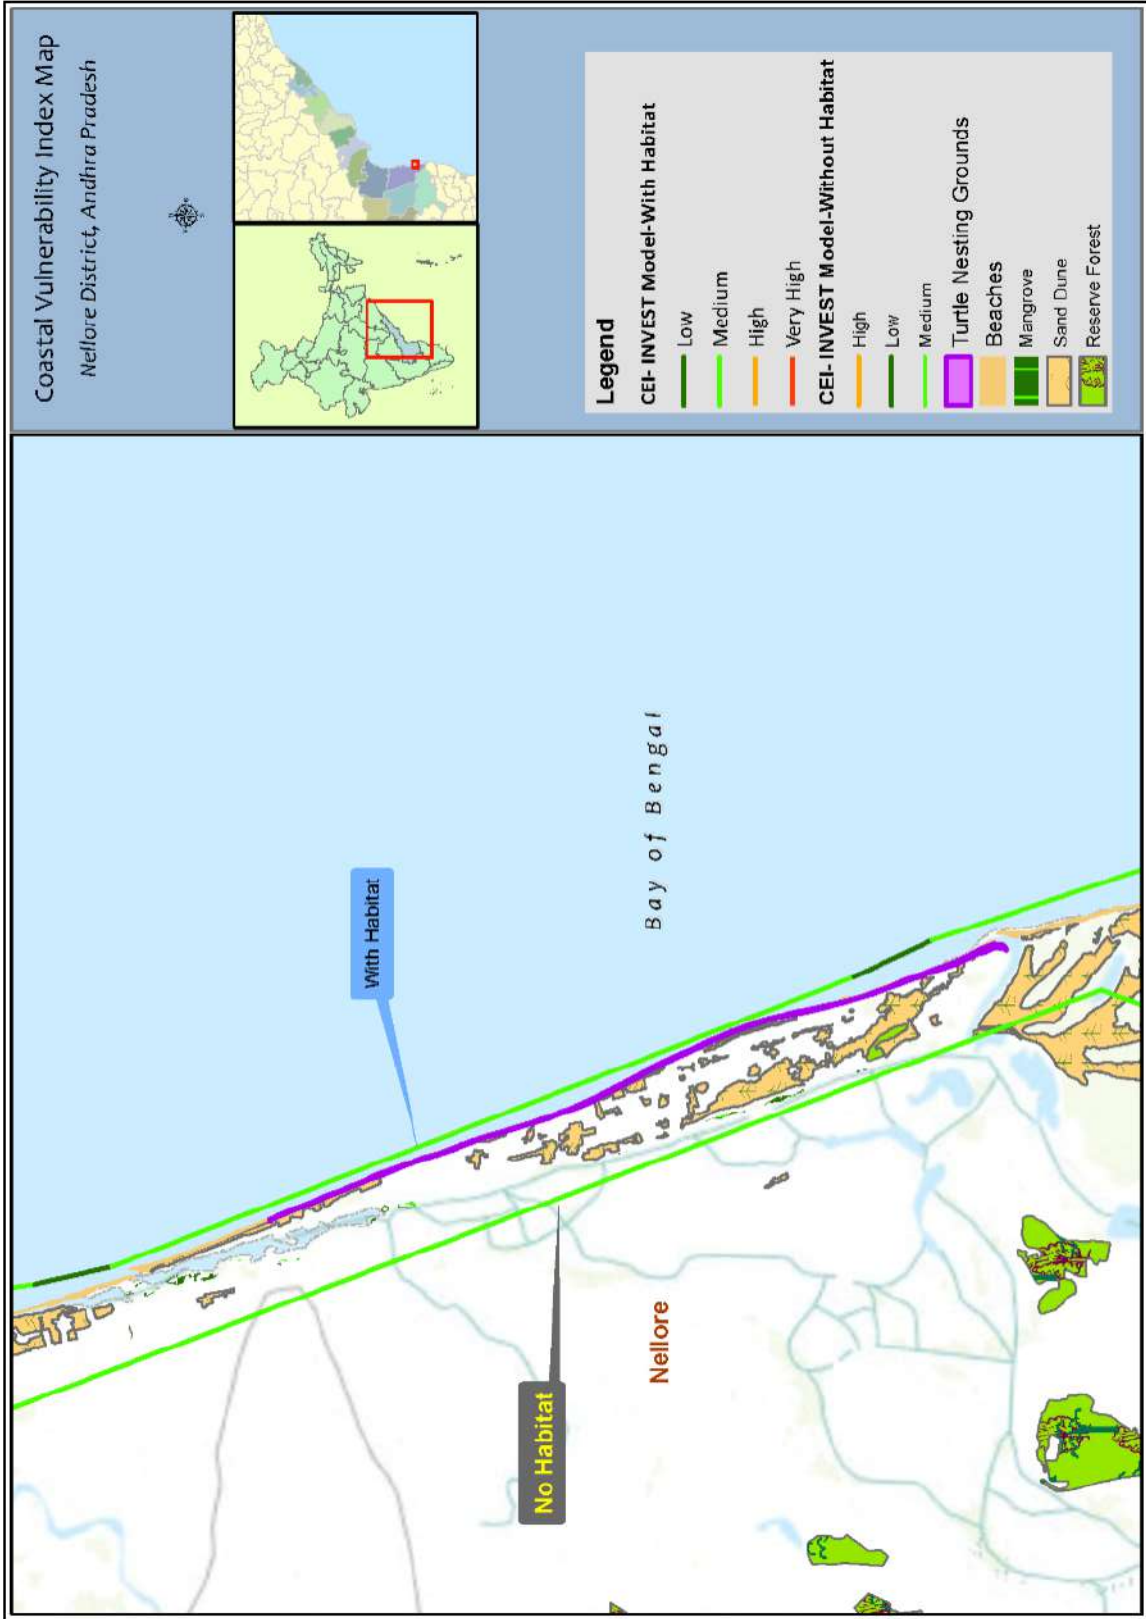 Coastal Vulnerability Index Map
Nellore District, Andhra Pradesh
Legend
CEI- INVEST Model-With Habitat
Low
Medium
High
Very High
CEI- INVEST Model-Without Habitat
High
Low
Medium
Turtle Nesting Grounds
Beaches
Mangrove
Sand Dune
Reserve Forest
With Habitat
Bay of Bengal
No Habitat
Nellore